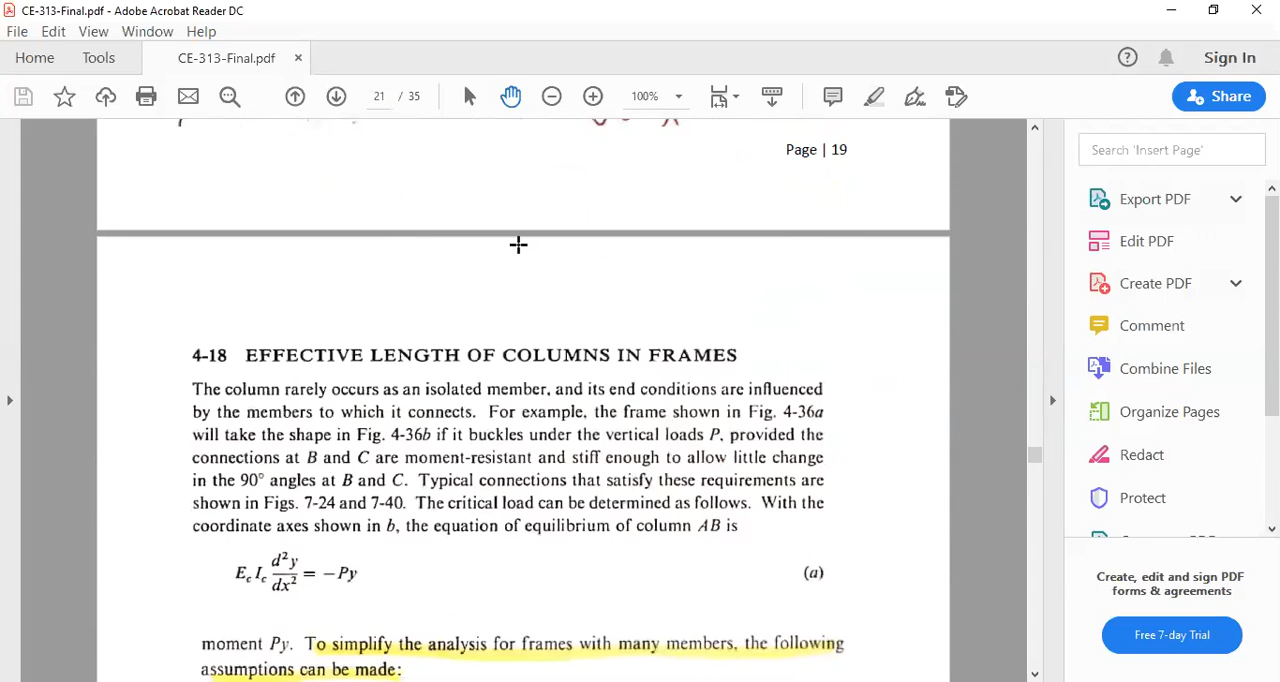 CE-313-Final.pdf - Adobe Acrobat Reader DC
File Edit View Window Help
Home Tools CE-313-Final.pdf × Sign In
21 / 35 100% Share
Page | 19
4-18 EFFECTIVE LENGTH OF COLUMNS IN FRAMES
The column rarely occurs as an isolated member, and its end conditions are influenced
by the members to which it connects. For example, the frame shown in Fig. 4-36a
will take the shape in Fig. 4-36b if it buckles under the vertical loads P, provided the
connections at B and C are moment-resistant and stiff enough to allow little change
in the 90° angles at B and C. Typical connections that satisfy these requirements are
shown in Figs. 7-24 and 7-40. The critical load can be determined as follows. With the
coordinate axes shown in b, the equation of equilibrium of column AB is
E_c I_c d²y/dx² = −Py (a)
moment Py. To simplify the analysis for frames with many members, the following
assumptions can be made:
Search 'Insert Page'
Export PDF
Edit PDF
Create PDF
Comment
Combine Files
Organize Pages
Redact
Protect
Create, edit and sign PDF
forms & agreements
Free 7-day Trial